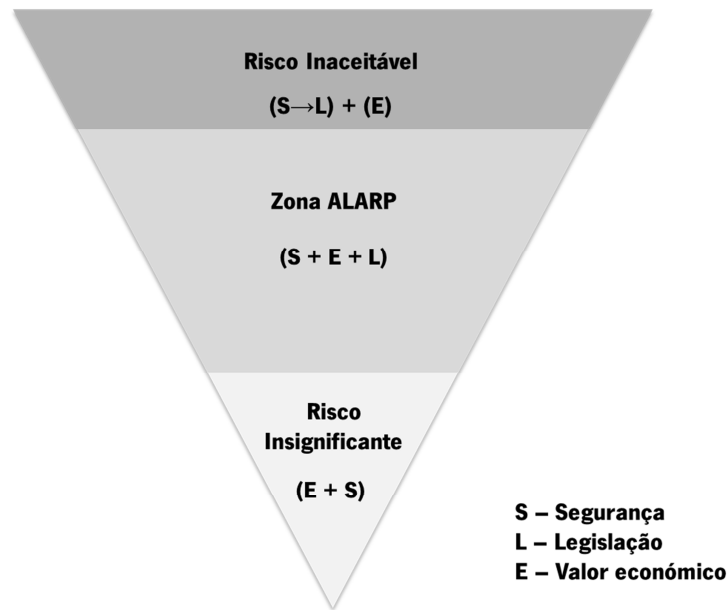 Risco Inaceitável
(S→L) + (E)
Zona ALARP
(S + E + L)
Risco
Insignificante
(E + S)
S – Segurança
L – Legislação
E – Valor económico